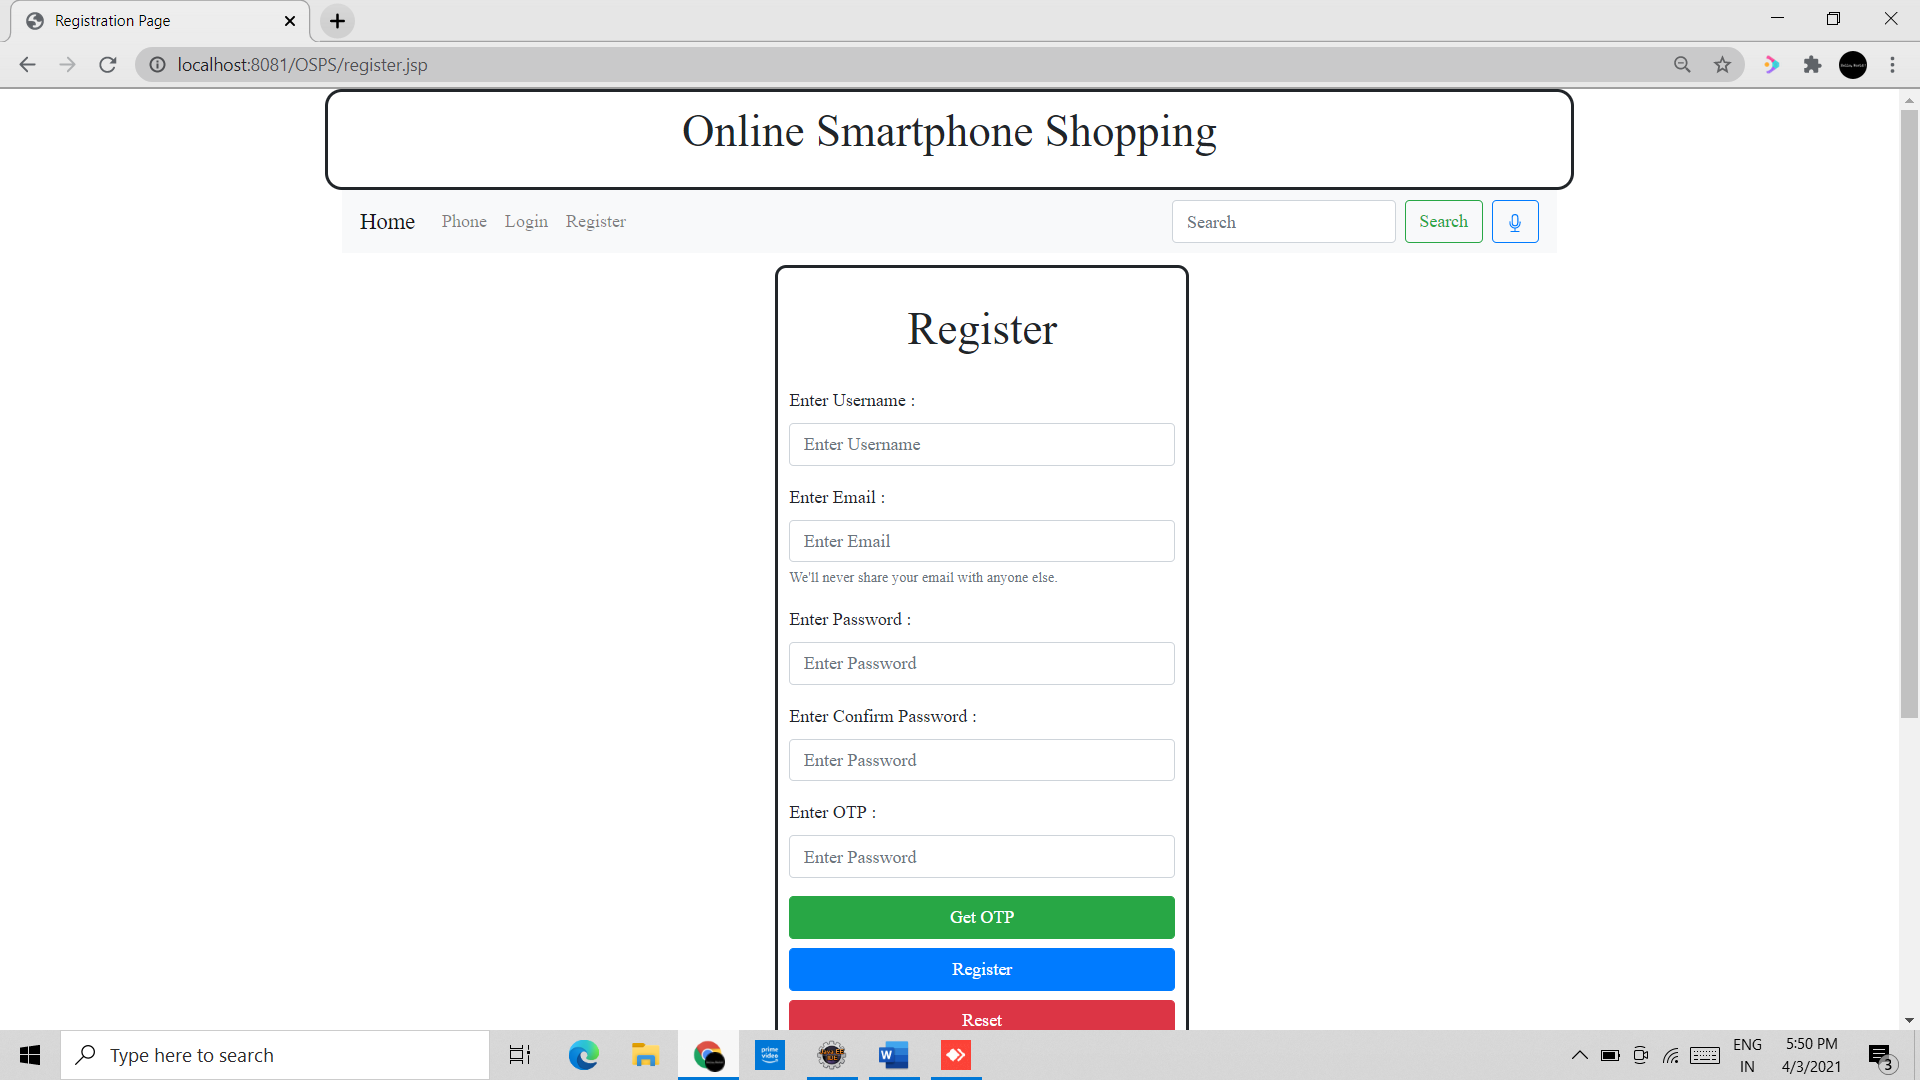 Registration Page
localhost:8081/OSPS/register.jsp
Online Smartphone Shopping
Home Phone Login Register Search Search
Register
Enter Username :
Enter Username
Enter Email :
Enter Email
We'll never share your email with anyone else.
Enter Password :
Enter Password
Enter Confirm Password :
Enter Password
Enter OTP :
Enter Password
Get OTP
Register
Reset
Type here to search
prime video
W
ENG
IN
5:50 PM
4/3/2021
3